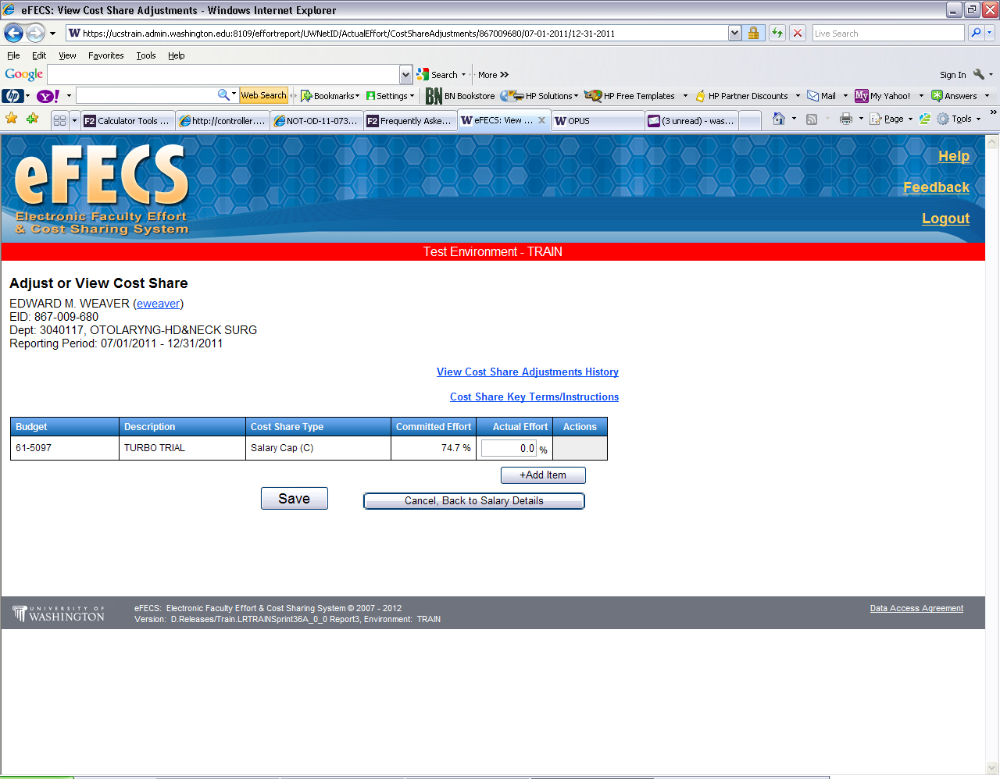 eFECS: View Cost Share Adjustments - Windows Internet Explorer
https://ucstrain.admin.washington.edu:8109/effortreport/UWNetID/ActualEffort/CostShareAdjustments/867009680/07-01-2011/12-31-2011
Live Search
File Edit View Favorites Tools Help
Google Search More Sign In
hp Y! Web Search Bookmarks Settings BN BN Bookstore HP Solutions HP Free Templates HP Partner Discounts Mail My My Yahoo! Answers
F2 Calculator Tools ... http://controller.... NOT-OD-11-073... F2 Frequently Aske... W eFECS: View ... X W OPUS (3 unread) - was... Page Tools
eFECS
Electronic Faculty Effort
& Cost Sharing System
Help
Feedback
Logout
Test Environment - TRAIN
Adjust or View Cost Share
EDWARD M. WEAVER (eweaver)
EID: 867-009-680
Dept: 3040117, OTOLARYNG-HD&NECK SURG
Reporting Period: 07/01/2011 - 12/31/2011
View Cost Share Adjustments History
Cost Share Key Terms/Instructions
Budget Description Cost Share Type Committed Effort Actual Effort Actions
61-5097 TURBO TRIAL Salary Cap (C) 74.7 % 0.0 %
+Add Item
Save Cancel, Back to Salary Details
UNIVERSITY OF
WASHINGTON
eFECS: Electronic Faculty Effort & Cost Sharing System © 2007 - 2012
Version: D.Releases/Train.LRTRAINSprint36A_0_0 Report3, Environment: TRAIN
Data Access Agreement